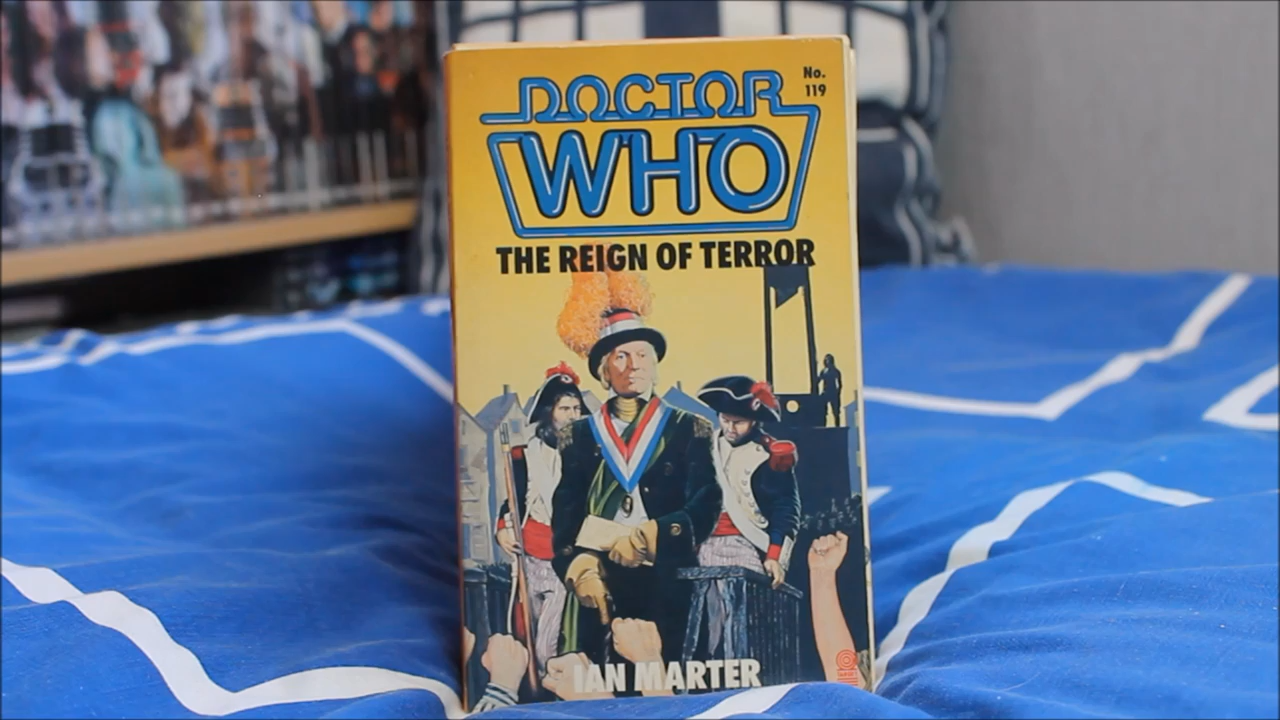 DOCTOR
WHO
No.
119
THE REIGN OF TERROR
IAN MARTER